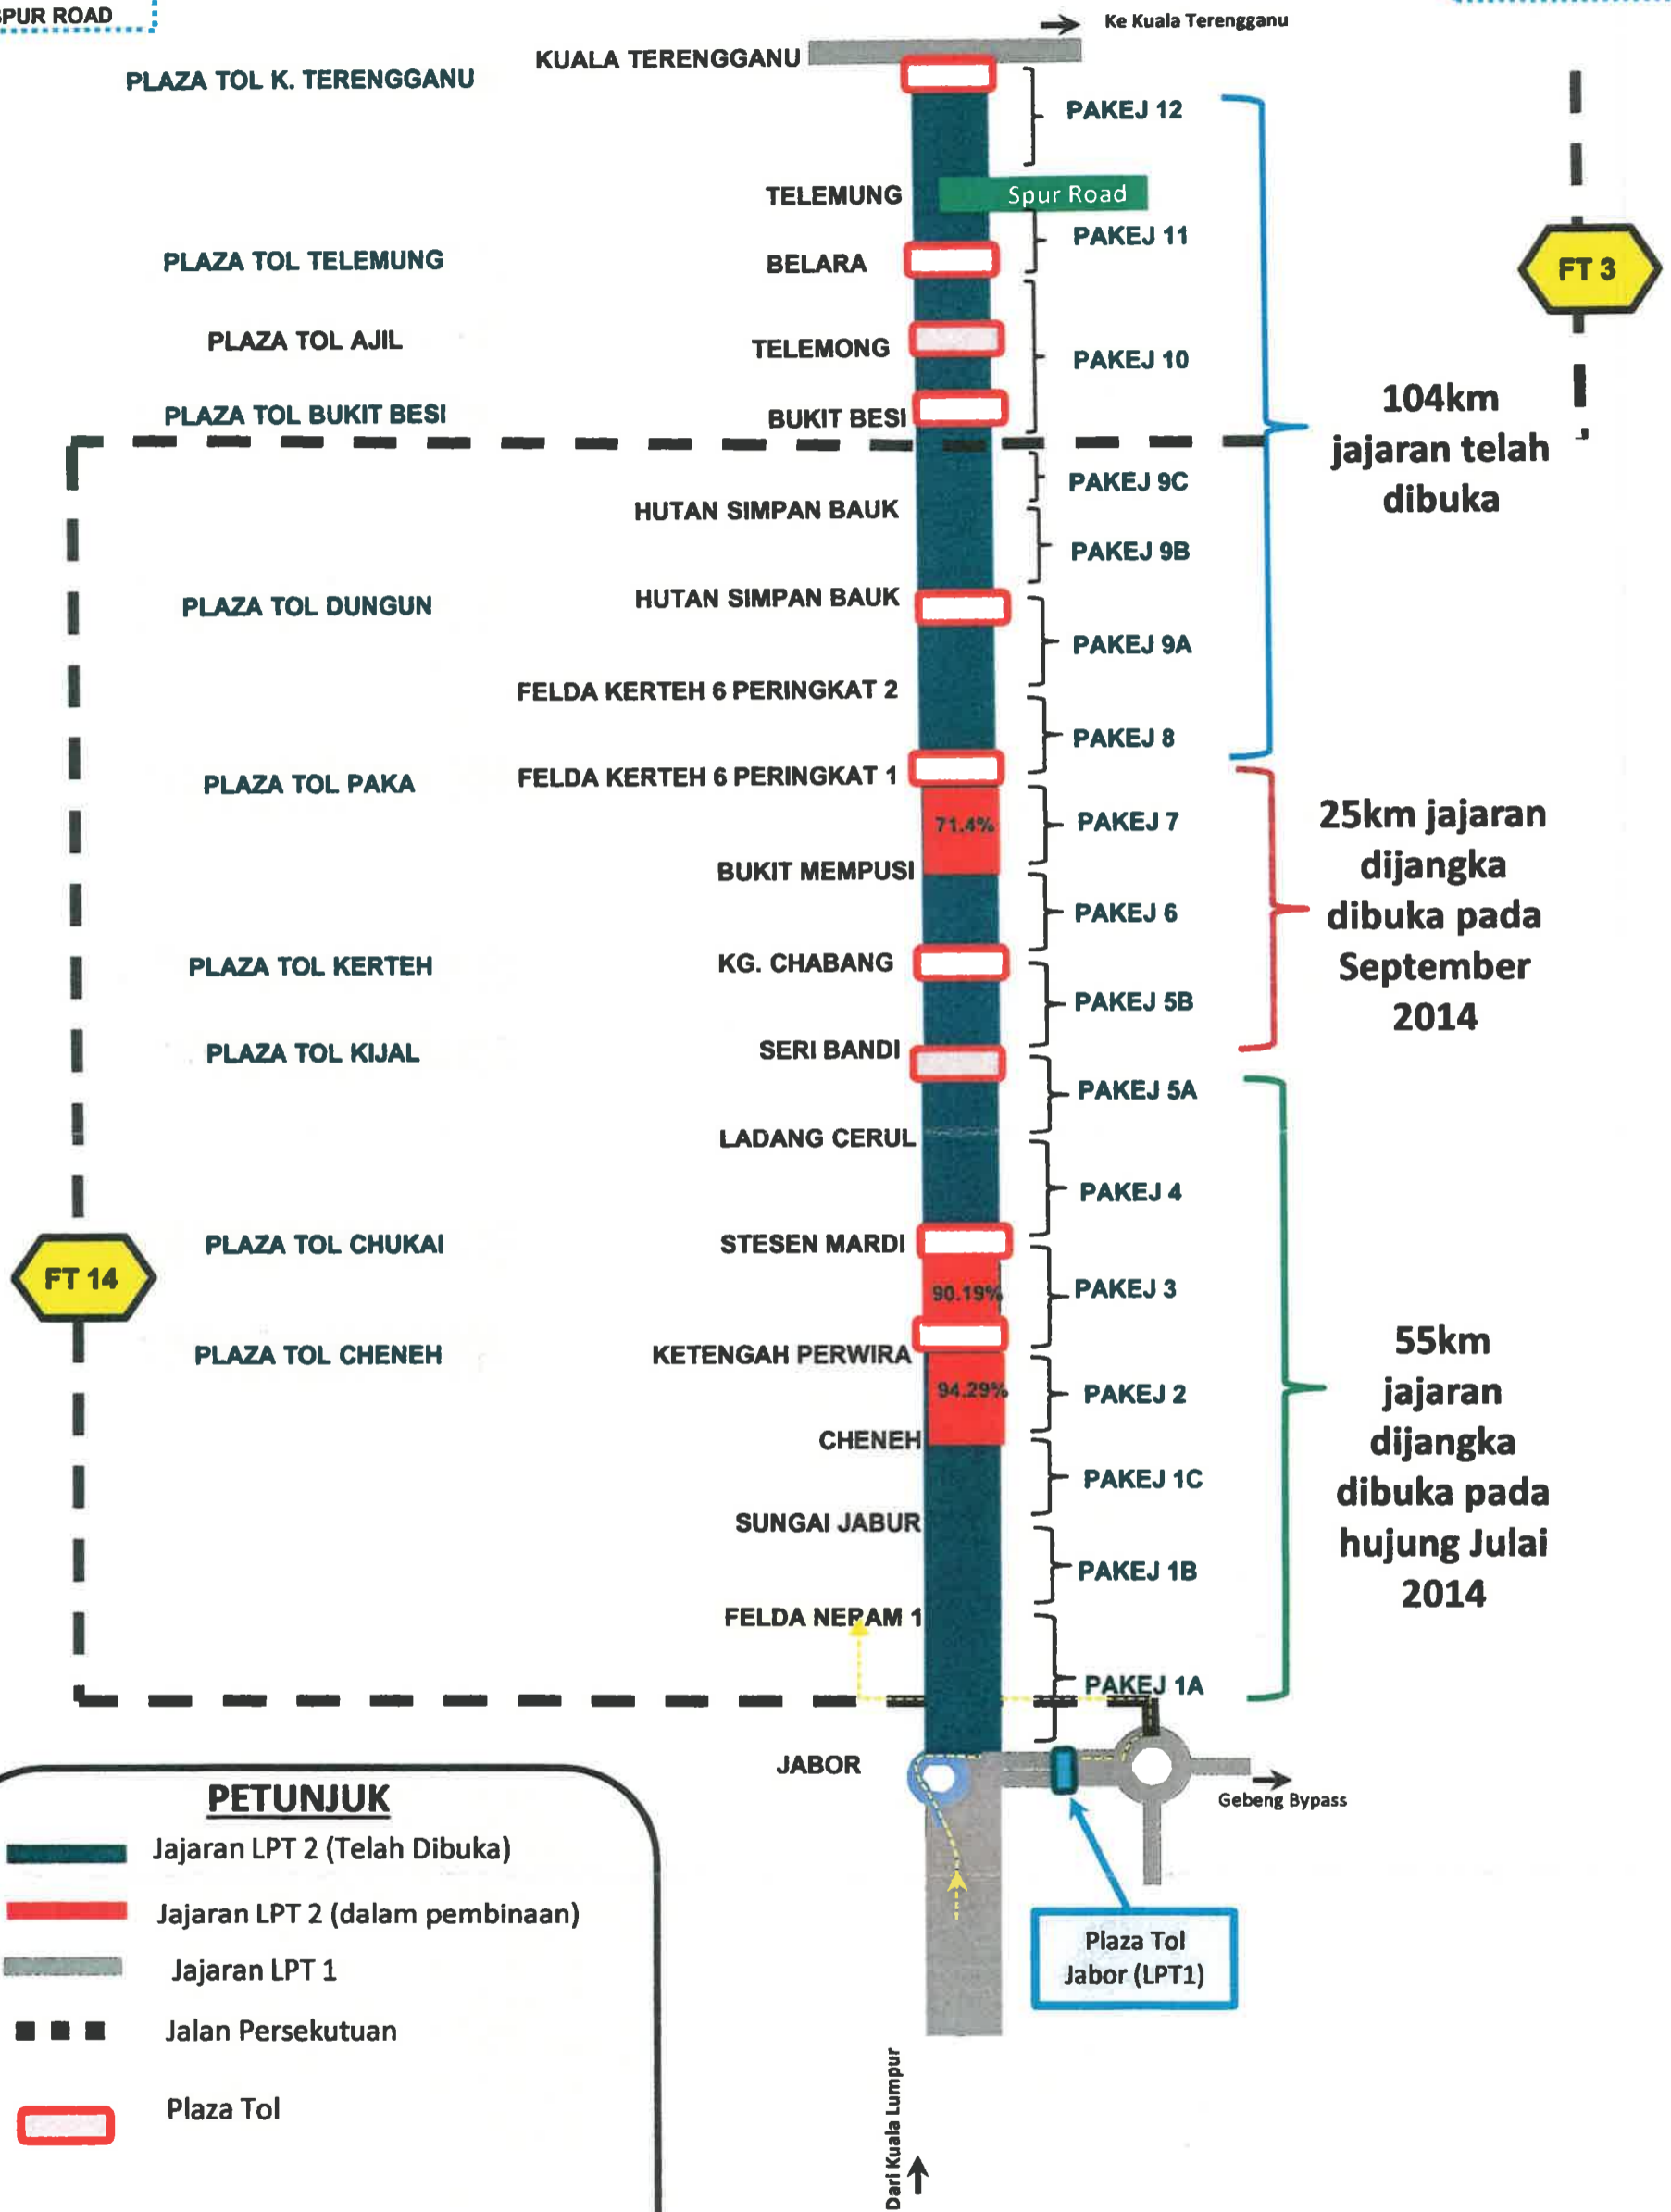 SPUR ROAD
Ke Kuala Terengganu
KUALA TERENGGANU
PLAZA TOL K. TERENGGANU
PAKEJ 12
TELEMUNG
Spur Road
PAKEJ 11
PLAZA TOL TELEMUNG
BELARA
FT 3
PLAZA TOL AJIL
TELEMONG
PAKEJ 10
104km
jajaran telah
dibuka
PLAZA TOL BUKIT BESI
BUKIT BESI
PAKEJ 9C
HUTAN SIMPAN BAUK
PAKEJ 9B
PLAZA TOL DUNGUN
HUTAN SIMPAN BAUK
PAKEJ 9A
FELDA KERTEH 6 PERINGKAT 2
PAKEJ 8
PLAZA TOL PAKA
FELDA KERTEH 6 PERINGKAT 1
71.4%
PAKEJ 7
25km jajaran
dijangka
dibuka pada
September
2014
BUKIT MEMPUSI
PAKEJ 6
PLAZA TOL KERTEH
KG. CHABANG
PAKEJ 5B
PLAZA TOL KIJAL
SERI BANDI
PAKEJ 5A
LADANG CERUL
PAKEJ 4
PLAZA TOL CHUKAI
STESEN MARDI
FT 14
90.19%
PAKEJ 3
PLAZA TOL CHENEH
KETENGAH PERWIRA
94.29%
PAKEJ 2
55km
jajaran
dijangka
dibuka pada
hujung Julai
2014
CHENEH
PAKEJ 1C
SUNGAI JABUR
PAKEJ 1B
FELDA NERAM 1
PAKEJ 1A
JABOR
Gebeng Bypass
Plaza Tol
Jabor (LPT1)
PETUNJUK
Jajaran LPT 2 (Telah Dibuka)
Jajaran LPT 2 (dalam pembinaan)
Jajaran LPT 1
Jalan Persekutuan
Plaza Tol
Dari Kuala Lumpur